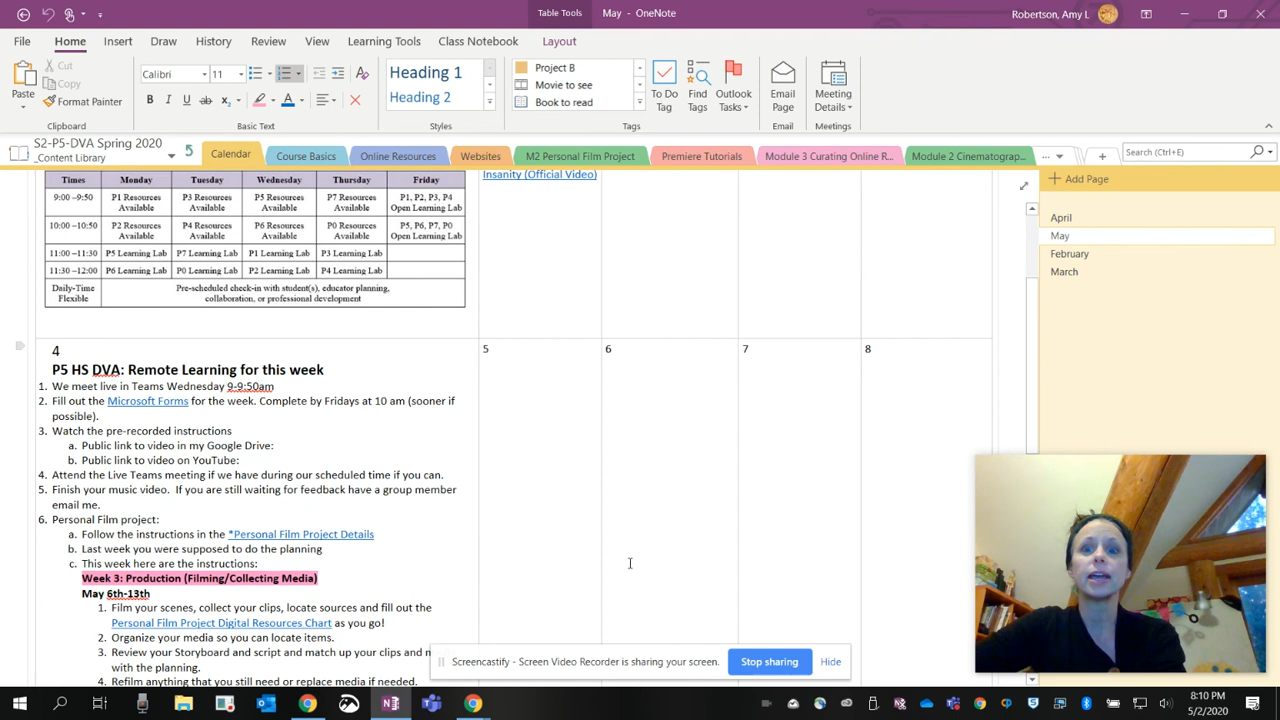 Table Tools
May - OneNote
Robertson, Amy L
File Home Insert Draw History Review View Learning Tools Class Notebook Layout
Paste
Cut
Copy
Format Painter
Clipboard
Calibri 11
B I U ab x₂ A
Basic Text
Heading 1
Heading 2
Styles
Project B
Movie to see
Book to read
To Do Tag
Find Tags
Outlook Tasks
Tags
Email Page
Email
Meeting Details
Meetings
S2-P5-DVA Spring 2020
_Content Library
Calendar Course Basics Online Resources Websites M2 Personal Film Project Premiere Tutorials Module 3 Curating Online R... Module 2 Cinematograp... ...
Search (Ctrl+E)
Add Page
April
May
February
March
Times Monday Tuesday Wednesday Thursday Friday
9:00 –9:50 P1 Resources Available P3 Resources Available P5 Resources Available P7 Resources Available P1, P2, P3, P4 Open Learning Lab
10:00 –10:50 P2 Resources Available P4 Resources Available P6 Resources Available P0 Resources Available P5, P6, P7, P0 Open Learning Lab
11:00 –11:30 P5 Learning Lab P7 Learning Lab P1 Learning Lab P3 Learning Lab
11:30 –12:00 P6 Learning Lab P0 Learning Lab P2 Learning Lab P4 Learning Lab
Daily-Time Flexible Pre-scheduled check-in with student(s), educator planning, collaboration, or professional development
Insanity (Official Video)
4 5 6 7 8
P5 HS DVA: Remote Learning for this week
1. We meet live in Teams Wednesday 9-9:50am
2. Fill out the Microsoft Forms for the week. Complete by Fridays at 10 am (sooner if
possible).
3. Watch the pre-recorded instructions
a. Public link to video in my Google Drive:
b. Public link to video on YouTube:
4. Attend the Live Teams meeting if we have during our scheduled time if you can.
5. Finish your music video. If you are still waiting for feedback have a group member
email me.
6. Personal Film project:
a. Follow the instructions in the *Personal Film Project Details
b. Last week you were supposed to do the planning
c. This week here are the instructions:
Week 3: Production (Filming/Collecting Media)
May 6th-13th
1. Film your scenes, collect your clips, locate sources and fill out the
Personal Film Project Digital Resources Chart as you go!
2. Organize your media so you can locate items.
3. Review your Storyboard and script and match up your clips and
with the planning.
4. Refilm anything that you still need or replace media if needed.
Screencastify - Screen Video Recorder is sharing your screen.
Stop sharing
Hide
8:10 PM
5/2/2020